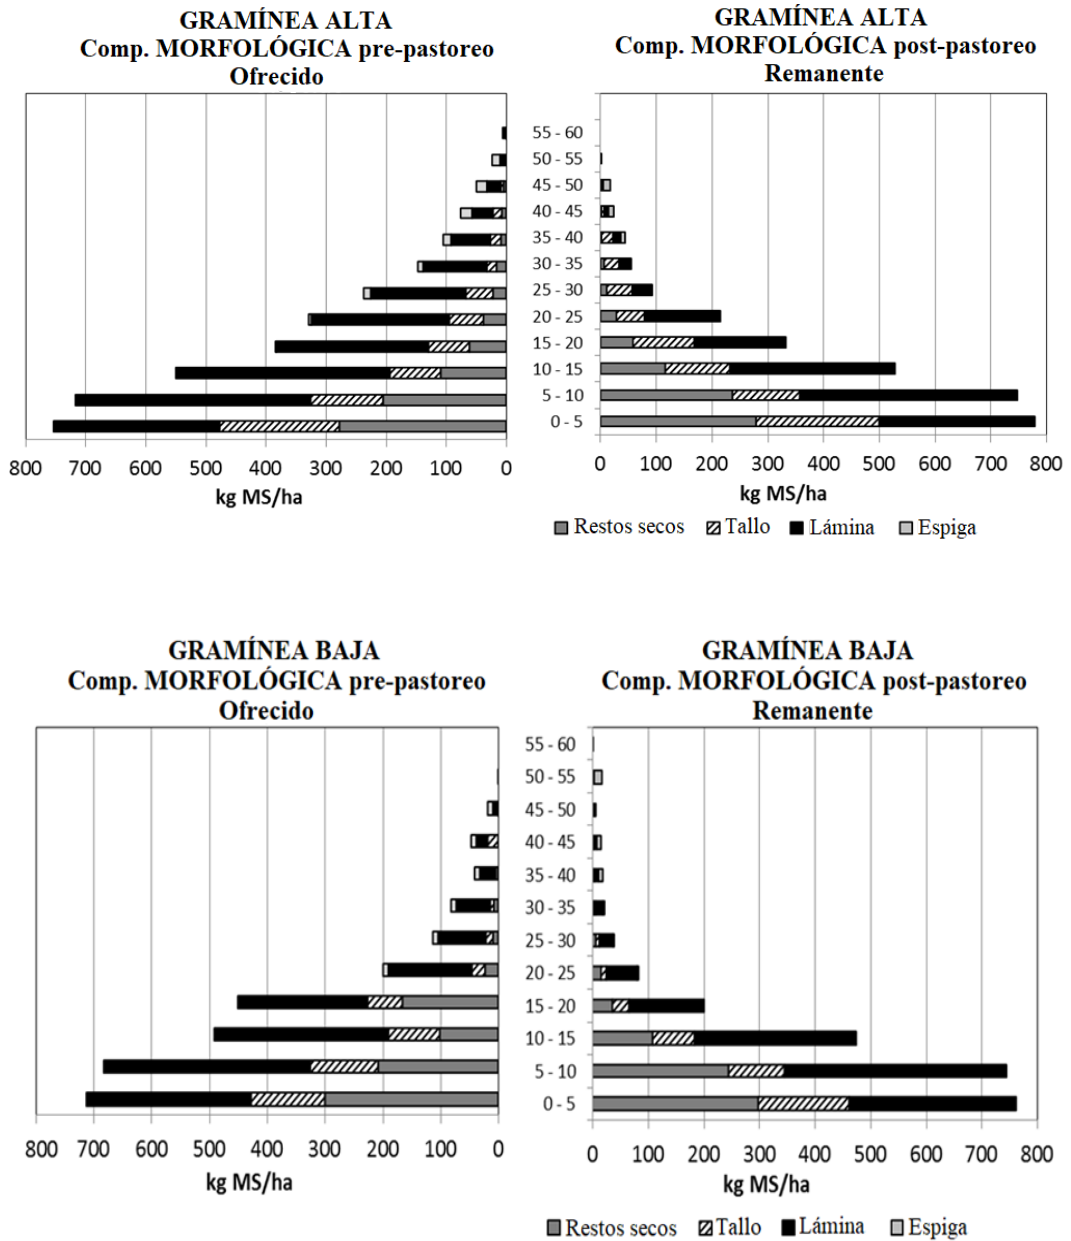 GRAMÍNEA ALTA
Comp. MORFOLÓGICA pre-pastoreo
Ofrecido
GRAMÍNEA ALTA
Comp. MORFOLÓGICA post-pastoreo
Remanente
55 - 60
50 - 55
45 - 50
40 - 45
35 - 40
30 - 35
25 - 30
20 - 25
15 - 20
10 - 15
5 - 10
0 - 5
800 700 600 500 400 300 200 100 0
kg MS/ha
0 100 200 300 400 500 600 700 800
kg MS/ha
Restos secos Tallo Lámina Espiga
GRAMÍNEA BAJA
Comp. MORFOLÓGICA pre-pastoreo
Ofrecido
GRAMÍNEA BAJA
Comp. MORFOLÓGICA post-pastoreo
Remanente
55 - 60
50 - 55
45 - 50
40 - 45
35 - 40
30 - 35
25 - 30
20 - 25
15 - 20
10 - 15
5 - 10
0 - 5
800 700 600 500 400 300 200 100 0
kg MS/ha
0 100 200 300 400 500 600 700 800
kg MS/ha
Restos secos Tallo Lámina Espiga